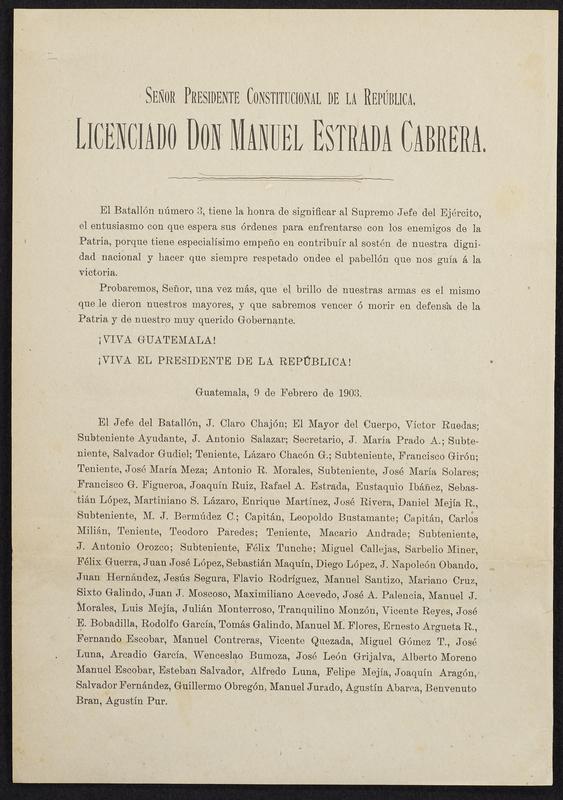 SEÑOR PRESIDENTE CONSTITUCIONAL DE LA REPÚBLICA,
LICENCIADO DON MANUEL ESTRADA CABRERA.
El Batallón número 3, tiene la honra de significar al Supremo Jefe del Ejército,
el entusiasmo con que espera sus órdenes para enfrentarse con los enemigos de la
Patria, porque tiene especialísimo empeño en contribuír al sostén de nuestra digni-
dad nacional y hacer que siempre respetado ondee el pabellón que nos guía á la
victoria.
Probaremos, Señor, una vez más, que el brillo de nuestras armas es el mismo
que le dieron nuestros mayores, y que sabremos vencer ó morir en defensa de la
Patria y de nuestro muy querido Gobernante.
¡VIVA GUATEMALA!
¡VIVA EL PRESIDENTE DE LA REPÚBLICA!
Guatemala, 9 de Febrero de 1903.
El Jefe del Batallón, J. Claro Chajón; El Mayor del Cuerpo, Víctor Ruedas;
Subteniente Ayudante, J. Antonio Salazar; Secretario, J. María Prado A.; Subte-
niente, Salvador Gudiel; Teniente, Lázaro Chacón G.; Subteniente, Francisco Girón;
Teniente, José María Meza; Antonio R. Morales, Subteniente, José María Solares;
Francisco G. Figueroa, Joaquín Ruiz, Rafael A. Estrada, Eustaquio Ibáñez, Sebas-
tián López, Martiniano S. Lázaro, Enrique Martínez, José Rivera, Daniel Mejía R.,
Subteniente, M. J. Bermúdez C.; Capitán, Leopoldo Bustamante; Capitán, Carlos
Milián, Teniente, Teodoro Paredes; Teniente, Macario Andrade; Subteniente,
J. Antonio Orozco; Subteniente, Félix Tunche; Miguel Callejas, Sarbelio Miner,
Félix Guerra, Juan José López, Sebastián Maquín, Diego López, J. Napoleón Obando,
Juan Hernández, Jesús Segura, Flavio Rodríguez, Manuel Santizo, Mariano Cruz,
Sixto Galindo, Juan J. Moscoso, Maximiliano Acevedo, José A. Palencia, Manuel J.
Morales, Luis Mejía, Julián Monterroso, Tranquilino Monzón, Vicente Reyes, José
E. Bobadilla, Rodolfo García, Tomás Galindo, Manuel M. Flores, Ernesto Argueta R.,
Fernando Escobar, Manuel Contreras, Vicente Quezada, Miguel Gómez T., José
Luna, Arcadio García, Wenceslao Bumoza, José León Grijalva, Alberto Moreno
Manuel Escobar, Esteban Salvador, Alfredo Luna, Felipe Mejía, Joaquín Aragón,
Salvador Fernández, Guillermo Obregón, Manuel Jurado, Agustín Abarca, Benvenuto
Bran, Agustín Pur.